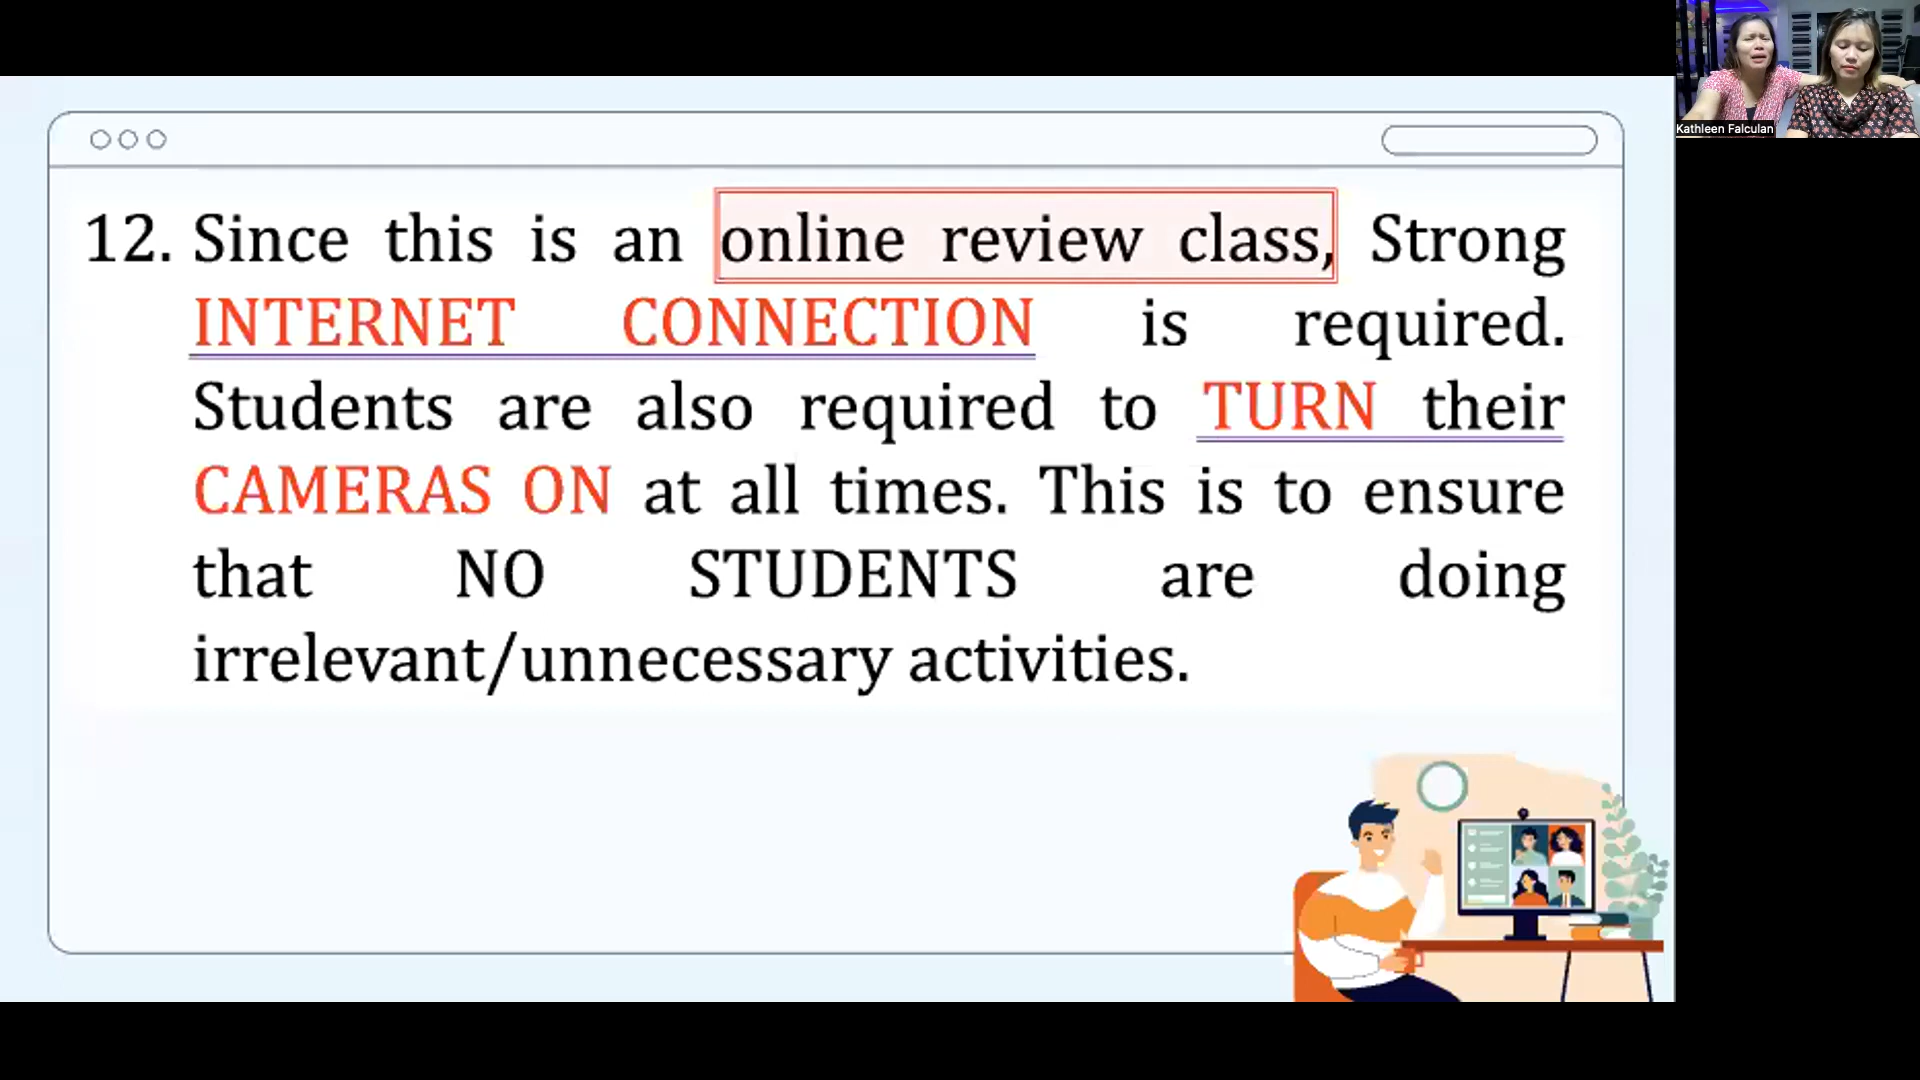 Kathleen Falculan
12. Since this is an online review class, Strong
INTERNET CONNECTION is required.
Students are also required to TURN their
CAMERAS ON at all times. This is to ensure
that NO STUDENTS are doing
irrelevant/unnecessary activities.